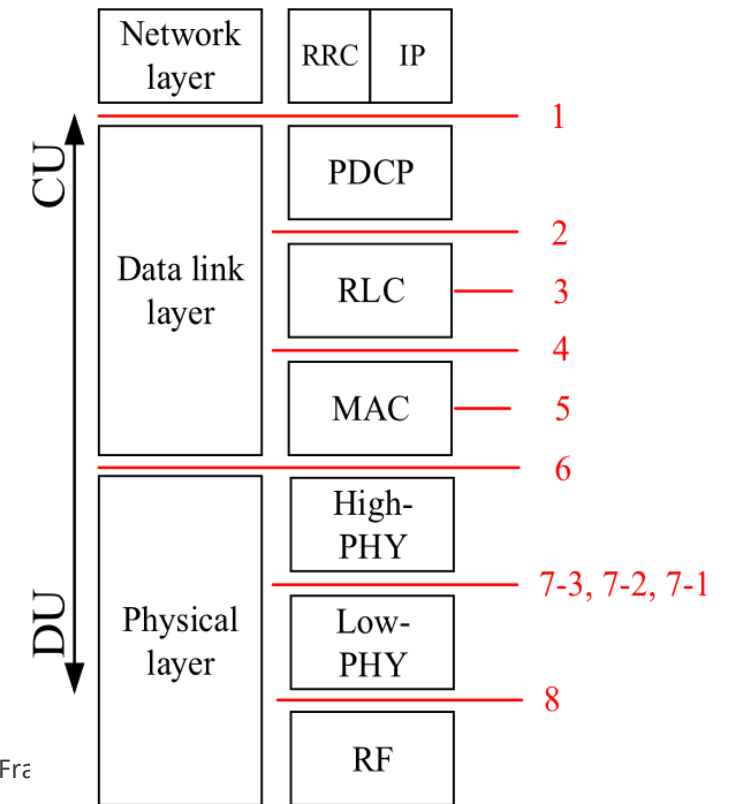 Network
layer
RRC
IP
1
CU
PDCP
2
Data link
layer
RLC
3
4
MAC
5
6
High-
PHY
7-3, 7-2, 7-1
DU
Physical
layer
Low-
PHY
8
RF
Fra